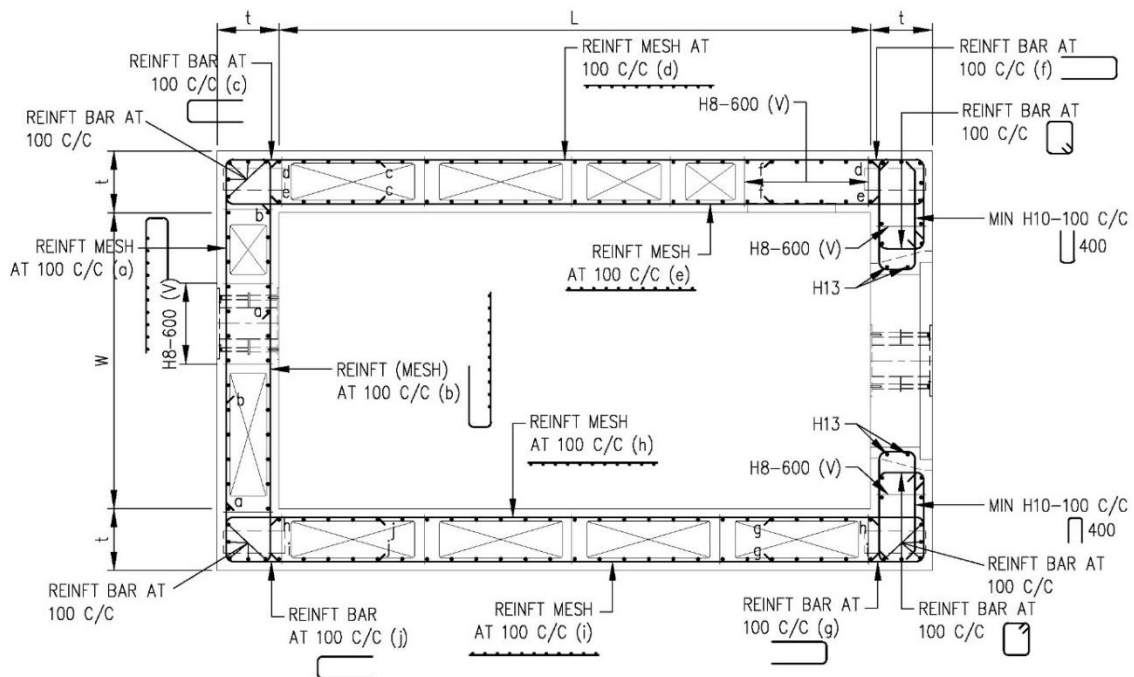 t
L
t
REINFT BAR AT
100 C/C (c)
REINFT MESH AT
100 C/C (d)
REINFT BAR AT
100 C/C (f)
H8-600 (V)
REINFT BAR AT
100 C/C
REINFT BAR AT
100 C/C
t
d
e
c
c
f
f
d
e
b
MIN H10-100 C/C
400
H8-600 (V)
REINFT MESH
AT 100 C/C (a)
REINFT MESH
AT 100 C/C (e)
H13
H8-600 (V)
a
W
REINFT (MESH)
AT 100 C/C (b)
b
REINFT MESH
AT 100 C/C (h)
H13
H8-600 (V)
a
MIN H10-100 C/C
400
t
h
i
j
j
g
g
h
REINFT BAR AT
100 C/C
REINFT BAR AT
100 C/C
REINFT BAR
AT 100 C/C (j)
REINFT MESH
AT 100 C/C (i)
REINFT BAR AT
100 C/C (g)
REINFT BAR AT
100 C/C